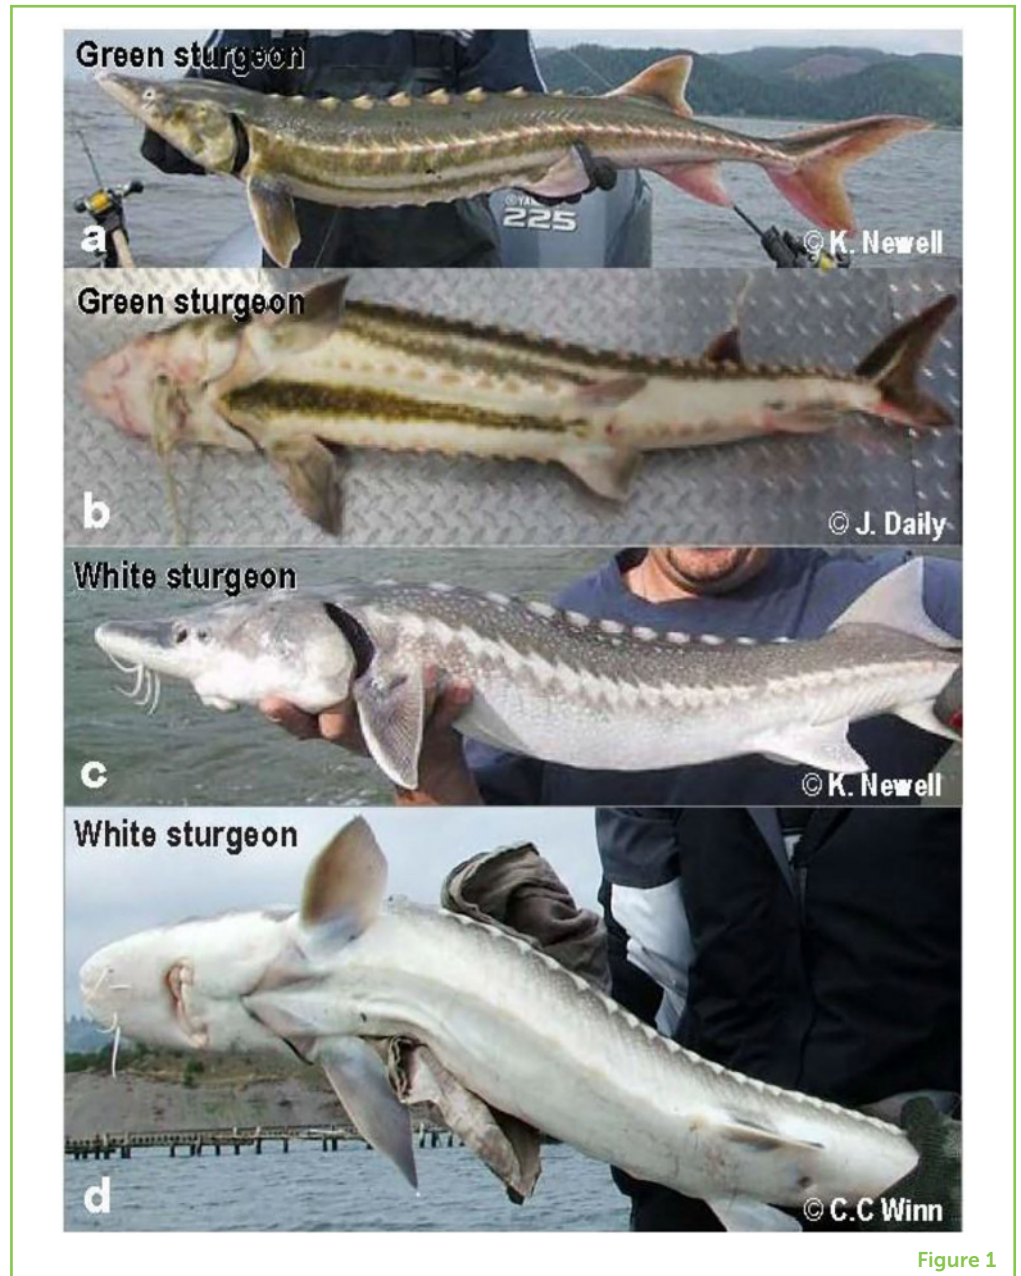 Green sturgeon
225
a
© K. Newell
Green sturgeon
b
© J. Daily
White sturgeon
c
© K. Newell
White sturgeon
d
© C.C Winn
Figure 1